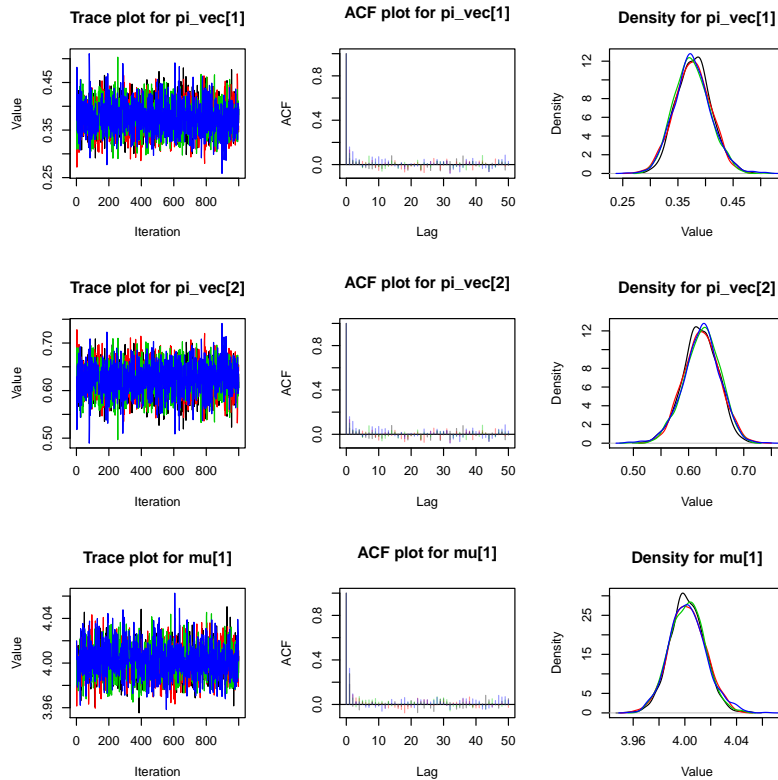 Trace plot for pi_vec[1]
Value
0.25 0.35 0.45
0 200 400 600 800
Iteration
ACF plot for pi_vec[1]
ACF
0.0 0.4 0.8
0 10 20 30 40 50
Lag
Density for pi_vec[1]
Density
0 2 4 6 8 12
0.25 0.35 0.45
Value
Trace plot for pi_vec[2]
Value
0.50 0.60 0.70
0 200 400 600 800
Iteration
ACF plot for pi_vec[2]
ACF
0.0 0.4 0.8
0 10 20 30 40 50
Lag
Density for pi_vec[2]
Density
0 2 4 6 8 12
0.50 0.60 0.70
Value
Trace plot for mu[1]
Value
3.96 4.00 4.04
0 200 400 600 800
Iteration
ACF plot for mu[1]
ACF
0.0 0.4 0.8
0 10 20 30 40 50
Lag
Density for mu[1]
Density
0 5 15 25
3.96 4.00 4.04
Value